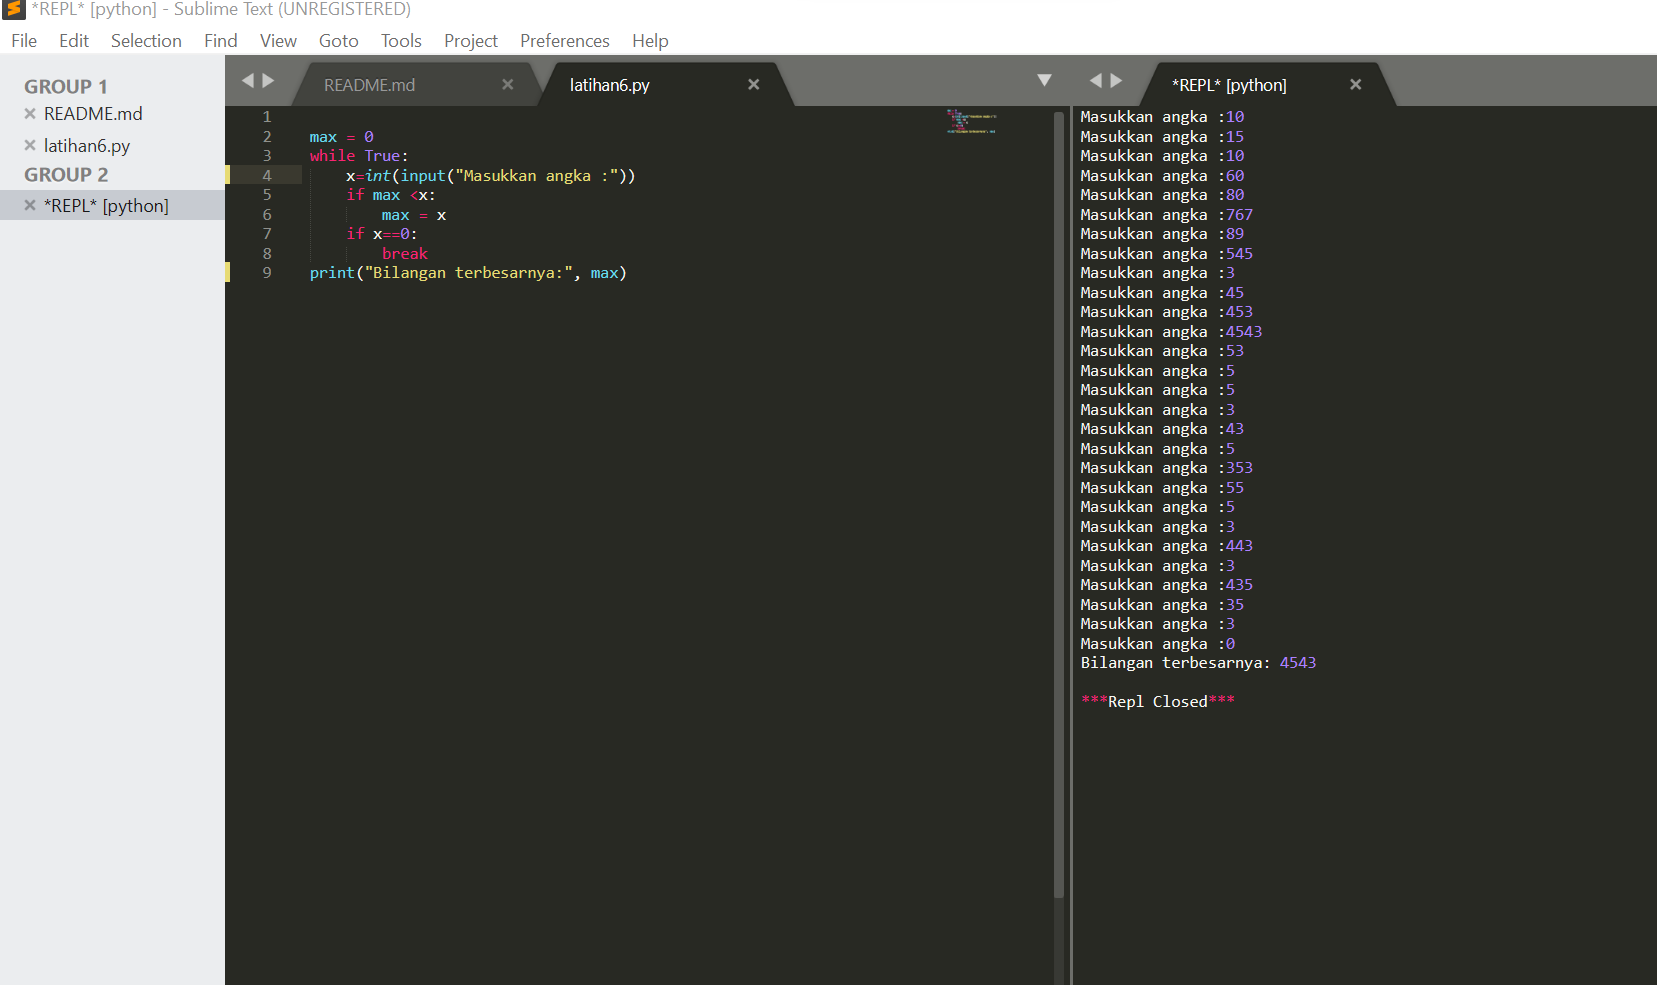 *REPL* [python] - Sublime Text (UNREGISTERED)
File Edit Selection Find View Goto Tools Project Preferences Help
GROUP 1
README.md
latihan6.py
GROUP 2
*REPL* [python]
README.md latihan6.py
1
2 max = 0
3 while True:
4     x=int(input("Masukkan angka :"))
5     if max <x:
6         max = x
7     if x==0:
8         break
9 print("Bilangan terbesarnya:", max)
*REPL* [python]
Masukkan angka :10
Masukkan angka :15
Masukkan angka :10
Masukkan angka :60
Masukkan angka :80
Masukkan angka :767
Masukkan angka :89
Masukkan angka :545
Masukkan angka :3
Masukkan angka :45
Masukkan angka :453
Masukkan angka :4543
Masukkan angka :53
Masukkan angka :5
Masukkan angka :5
Masukkan angka :3
Masukkan angka :43
Masukkan angka :5
Masukkan angka :353
Masukkan angka :55
Masukkan angka :5
Masukkan angka :3
Masukkan angka :443
Masukkan angka :3
Masukkan angka :435
Masukkan angka :35
Masukkan angka :3
Masukkan angka :0
Bilangan terbesarnya: 4543
***Repl Closed***